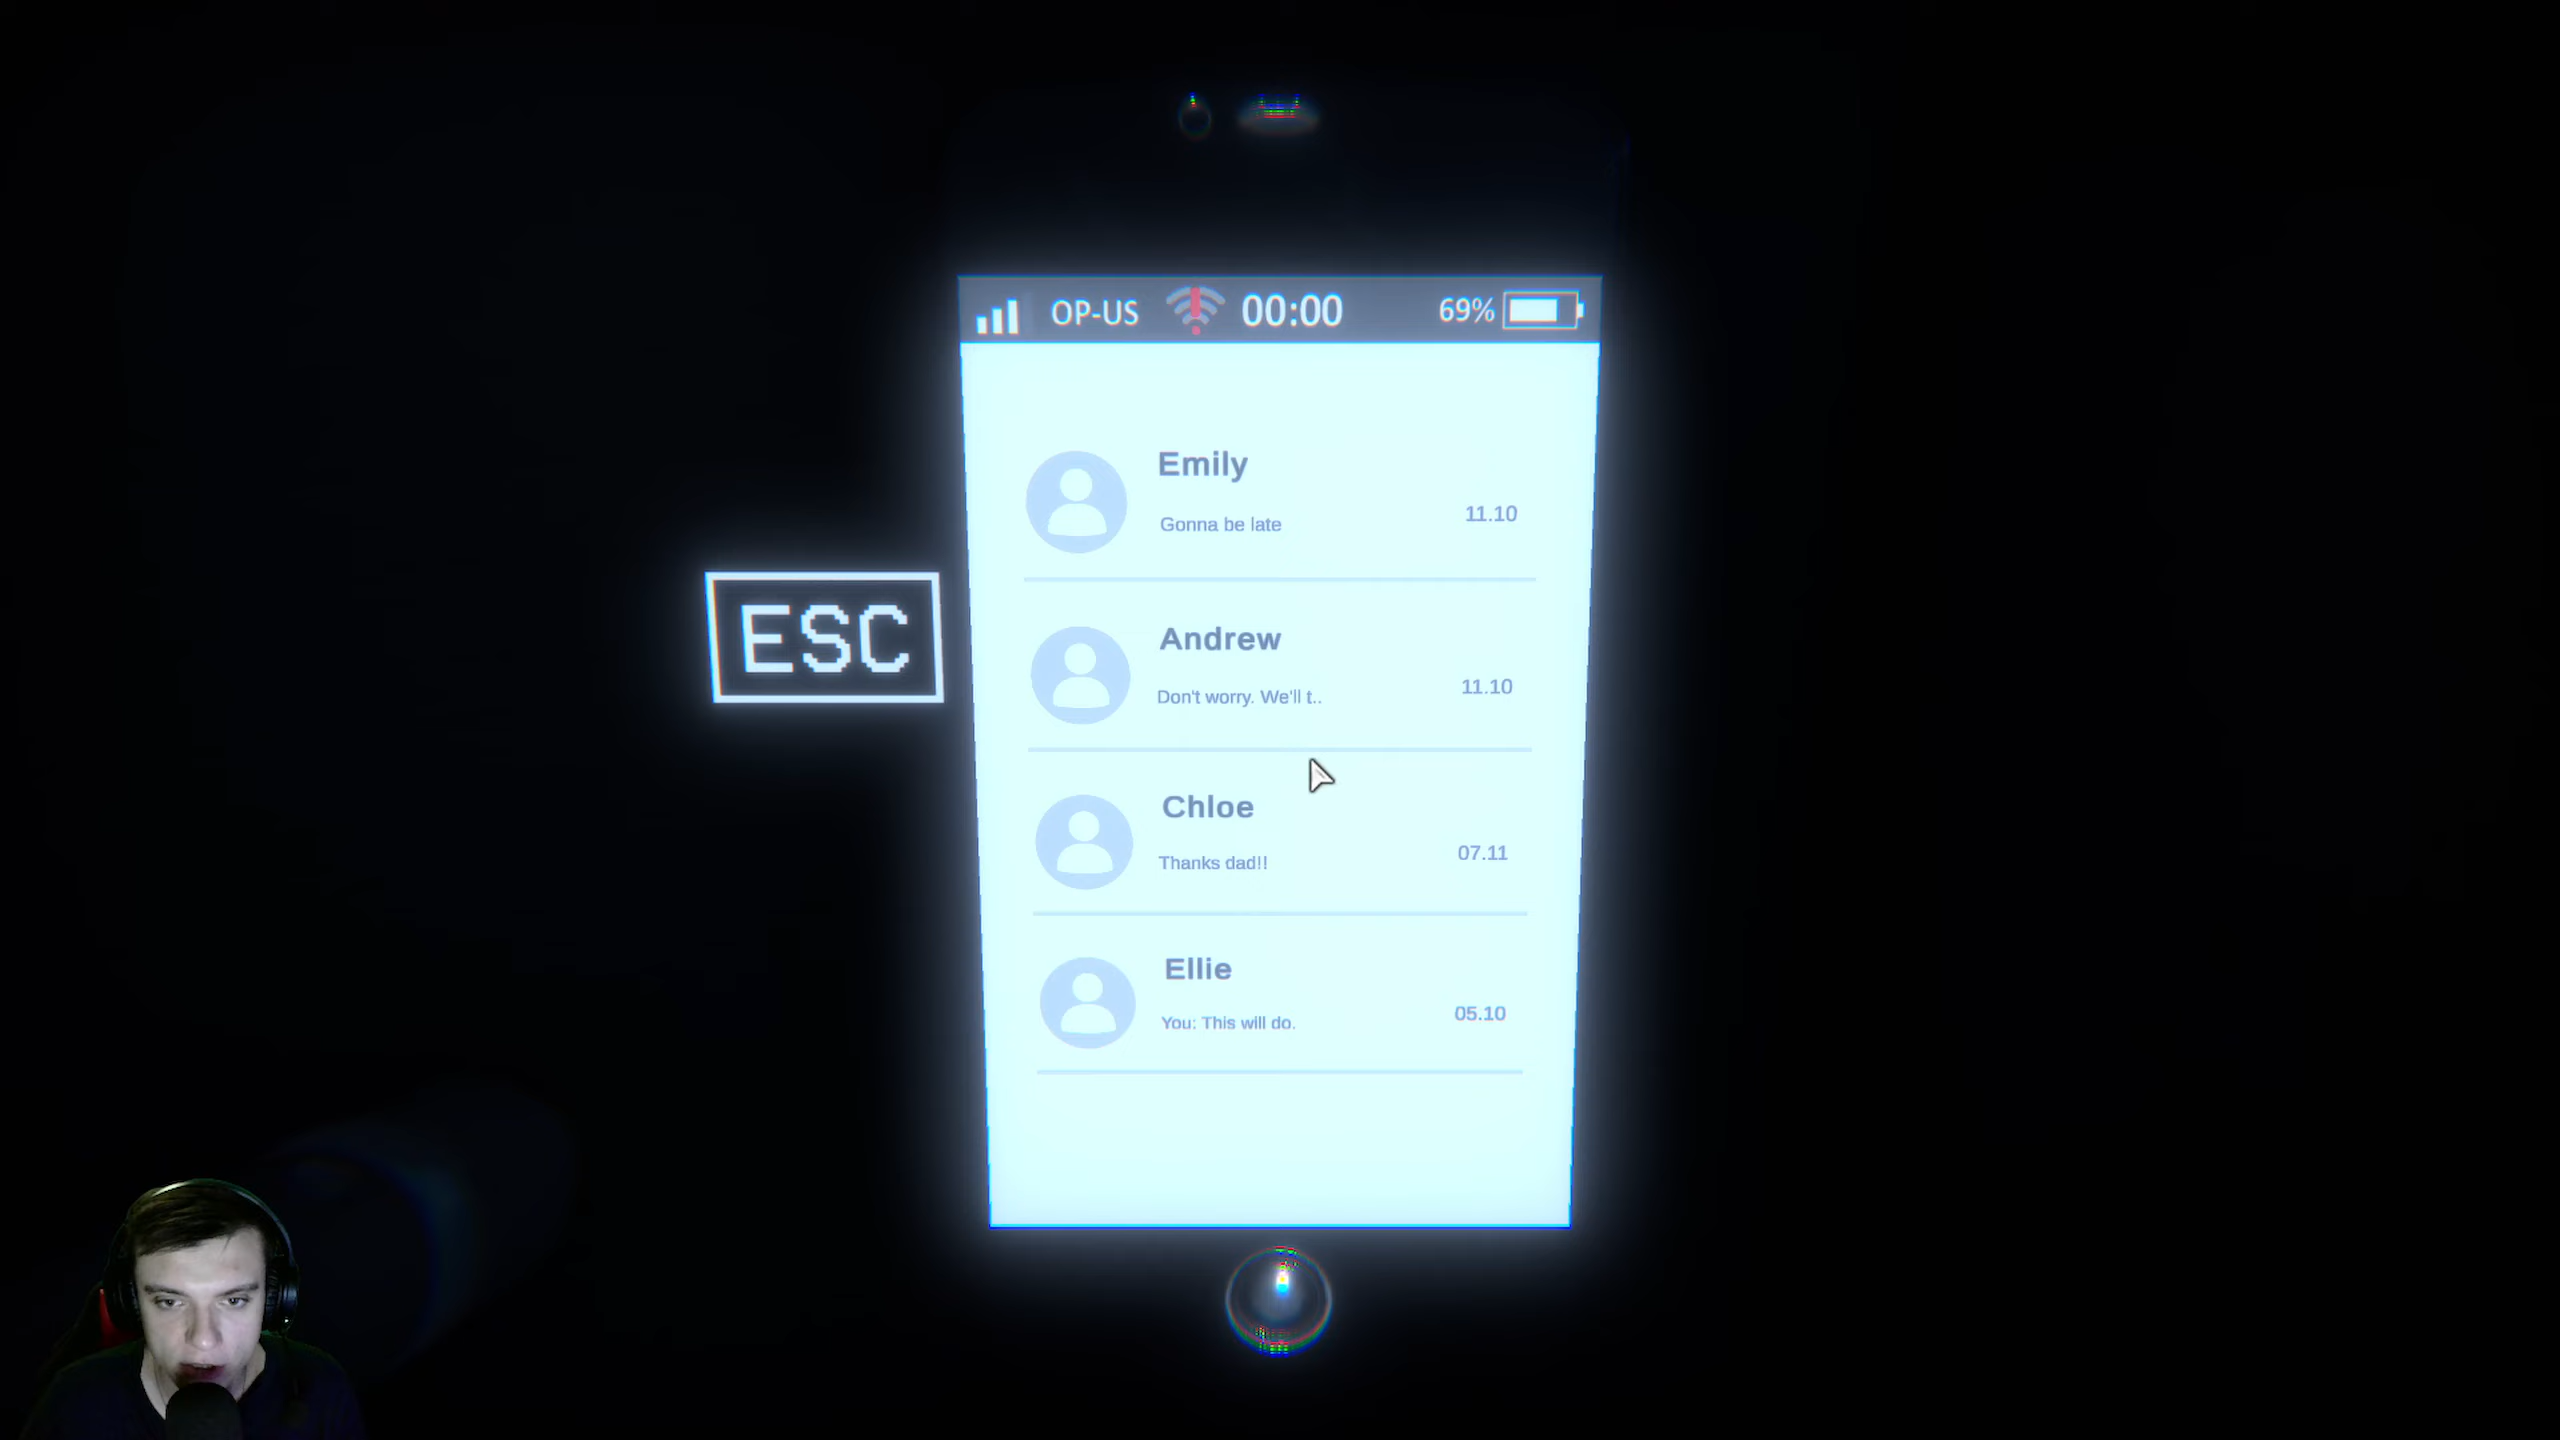 OP-US 00:00 69%
Emily
Gonna be late 11.10
ESC
Andrew
Don't worry. We'll t.. 11.10
Chloe
Thanks dad!! 07.11
Ellie
You: This will do. 05.10